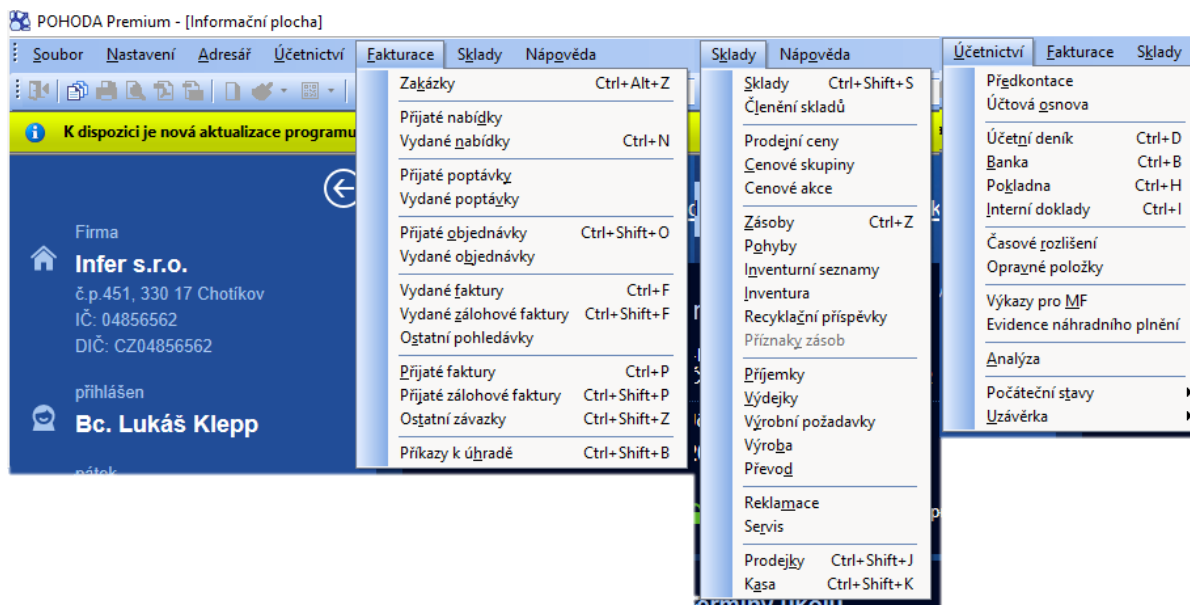 POHODA Premium - [Informační plocha]
Soubor Nastavení Adresář Účetnictví Fakturace Sklady Nápověda
K dispozici je nová aktualizace programu
Firma
Infer s.r.o.
č.p.451, 330 17 Chotíkov
IČ: 04856562
DIČ: CZ04856562
přihlášen
Bc. Lukáš Klepp
pátek
Zakázky Ctrl+Alt+Z
Přijaté nabídky
Vydané nabídky Ctrl+N
Přijaté poptávky
Vydané poptávky
Přijaté objednávky Ctrl+Shift+O
Vydané objednávky
Vydané faktury Ctrl+F
Vydané zálohové faktury Ctrl+Shift+F
Ostatní pohledávky
Přijaté faktury Ctrl+P
Přijaté zálohové faktury Ctrl+Shift+P
Ostatní závazky Ctrl+Shift+Z
Příkazy k úhradě Ctrl+Shift+B
Sklady Nápověda
Sklady Ctrl+Shift+S
Členění skladů
Prodejní ceny
Cenové skupiny
Cenové akce
Zásoby Ctrl+Z
Pohyby
Inventurní seznamy
Inventura
Recyklační příspěvky
Příznaky zásob
Příjemky
Výdejky
Výrobní požadavky
Výroba
Převod
Reklamace
Servis
Prodejky Ctrl+Shift+J
Kasa Ctrl+Shift+K
Účetnictví Fakturace Sklady
Předkontace
Účtová osnova
Účetní deník Ctrl+D
Banka Ctrl+B
Pokladna Ctrl+H
Interní doklady Ctrl+I
Časové rozlišení
Opravné položky
Výkazy pro MF
Evidence náhradního plnění
Analýza
Počáteční stavy
Uzávěrka